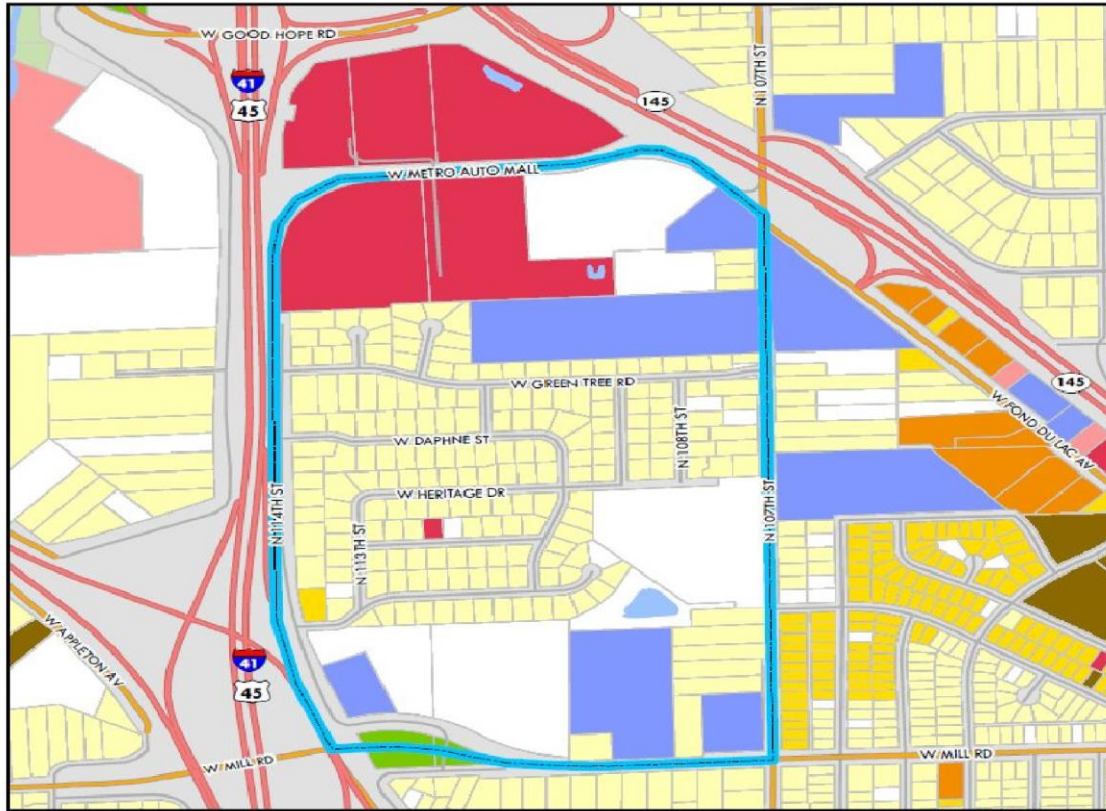 W GOOD HOPE RD
41
45
145
N 107TH ST
W METRO AUTO MALL
W GREEN TREE RD
145
W FOND DU LAC AV
W DAPHNE ST
N 108TH ST
W HERITAGE DR
N 114TH ST
N 113TH ST
N 107TH ST
W APPLETON AV
41
45
W MILL RD
W MILL RD